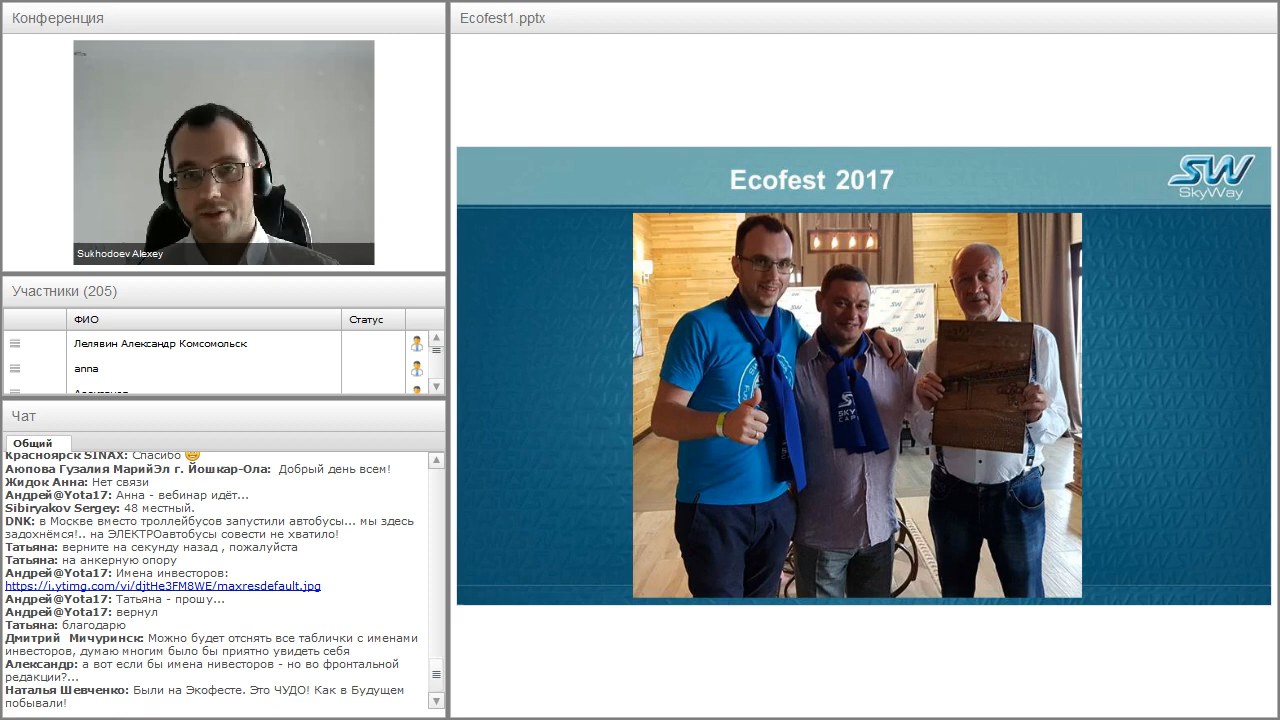 Конференция
Sukhodoev Alexey
Участники (205)
ФИО
Статус
Лелявин Александр Комсомольск
anna
Чат
Общий
Красноярск SINAX: Спасибо
Аюпова Гузалия МарийЭл г. Йошкар-Ола: Добрый день всем!
Жидок Анна: Нет связи
Андрей@Yota17: Анна - вебинар идёт...
Sibiryakov Sergey: 48 местный.
DNK: в Москве вместо троллейбусов запустили автобусы... мы здесь
задохнёмся!.. на ЭЛЕКТРОавтобусы совести не хватило!
Татьяна: верните на секунду назад , пожалуйста
Татьяна: на анкерную опору
Андрей@Yota17: Имена инвесторов:
https://i.ytimg.com/vi/djtHe3FM8WE/maxresdefault.jpg
Андрей@Yota17: Татьяна - прошу...
Андрей@Yota17: вернул
Татьяна: благодарю
Дмитрий Мичуринск: Можно будет отснять все таблички с именами
инвесторов, думаю многим было бы приятно увидеть себя
Александр: а вот если бы имена нивесторов - но во фронтальной
редакции?...
Наталья Шевченко: Были на Экофесте. Это ЧУДО! Как в Будущем
побывали!
Ecofest1.pptx
Ecofest 2017
SW
SkyWay